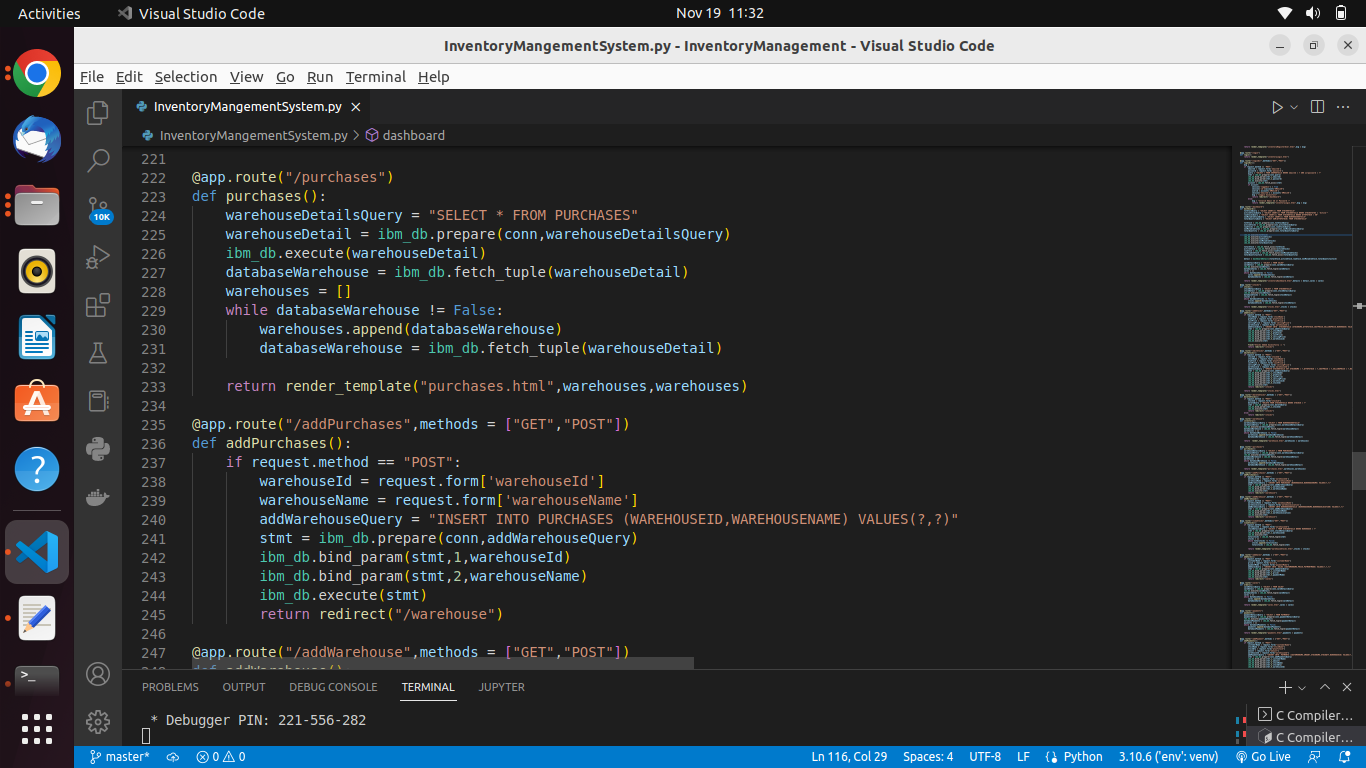 Activities
Visual Studio Code
Nov 19 11:32
InventoryMangementSystem.py - InventoryManagement - Visual Studio Code
File Edit Selection View Go Run Terminal Help
InventoryMangementSystem.py
InventoryMangementSystem.py > dashboard
10K
221
222 @app.route("/purchases")
223 def purchases():
224     warehouseDetailsQuery = "SELECT * FROM PURCHASES"
225     warehouseDetail = ibm_db.prepare(conn,warehouseDetailsQuery)
226     ibm_db.execute(warehouseDetail)
227     databaseWarehouse = ibm_db.fetch_tuple(warehouseDetail)
228     warehouses = []
229     while databaseWarehouse != False:
230         warehouses.append(databaseWarehouse)
231         databaseWarehouse = ibm_db.fetch_tuple(warehouseDetail)
232
233     return render_template("purchases.html",warehouses,warehouses)
234
235 @app.route("/addPurchases",methods = ["GET","POST"])
236 def addPurchases():
237     if request.method == "POST":
238         warehouseId = request.form['warehouseId']
239         warehouseName = request.form['warehouseName']
240         addWarehouseQuery = "INSERT INTO PURCHASES (WAREHOUSEID,WAREHOUSENAME) VALUES(?,?)"
241         stmt = ibm_db.prepare(conn,addWarehouseQuery)
242         ibm_db.bind_param(stmt,1,warehouseId)
243         ibm_db.bind_param(stmt,2,warehouseName)
244         ibm_db.execute(stmt)
245         return redirect("/warehouse")
246
247 @app.route("/addWarehouse",methods = ["GET","POST"])
248 def addWarehouse():
PROBLEMS OUTPUT DEBUG CONSOLE TERMINAL JUPYTER
* Debugger PIN: 221-556-282
C Compiler...
C Compiler...
master* 0 0 Ln 116, Col 29 Spaces: 4 UTF-8 LF Python 3.10.6 ('env': venv) Go Live